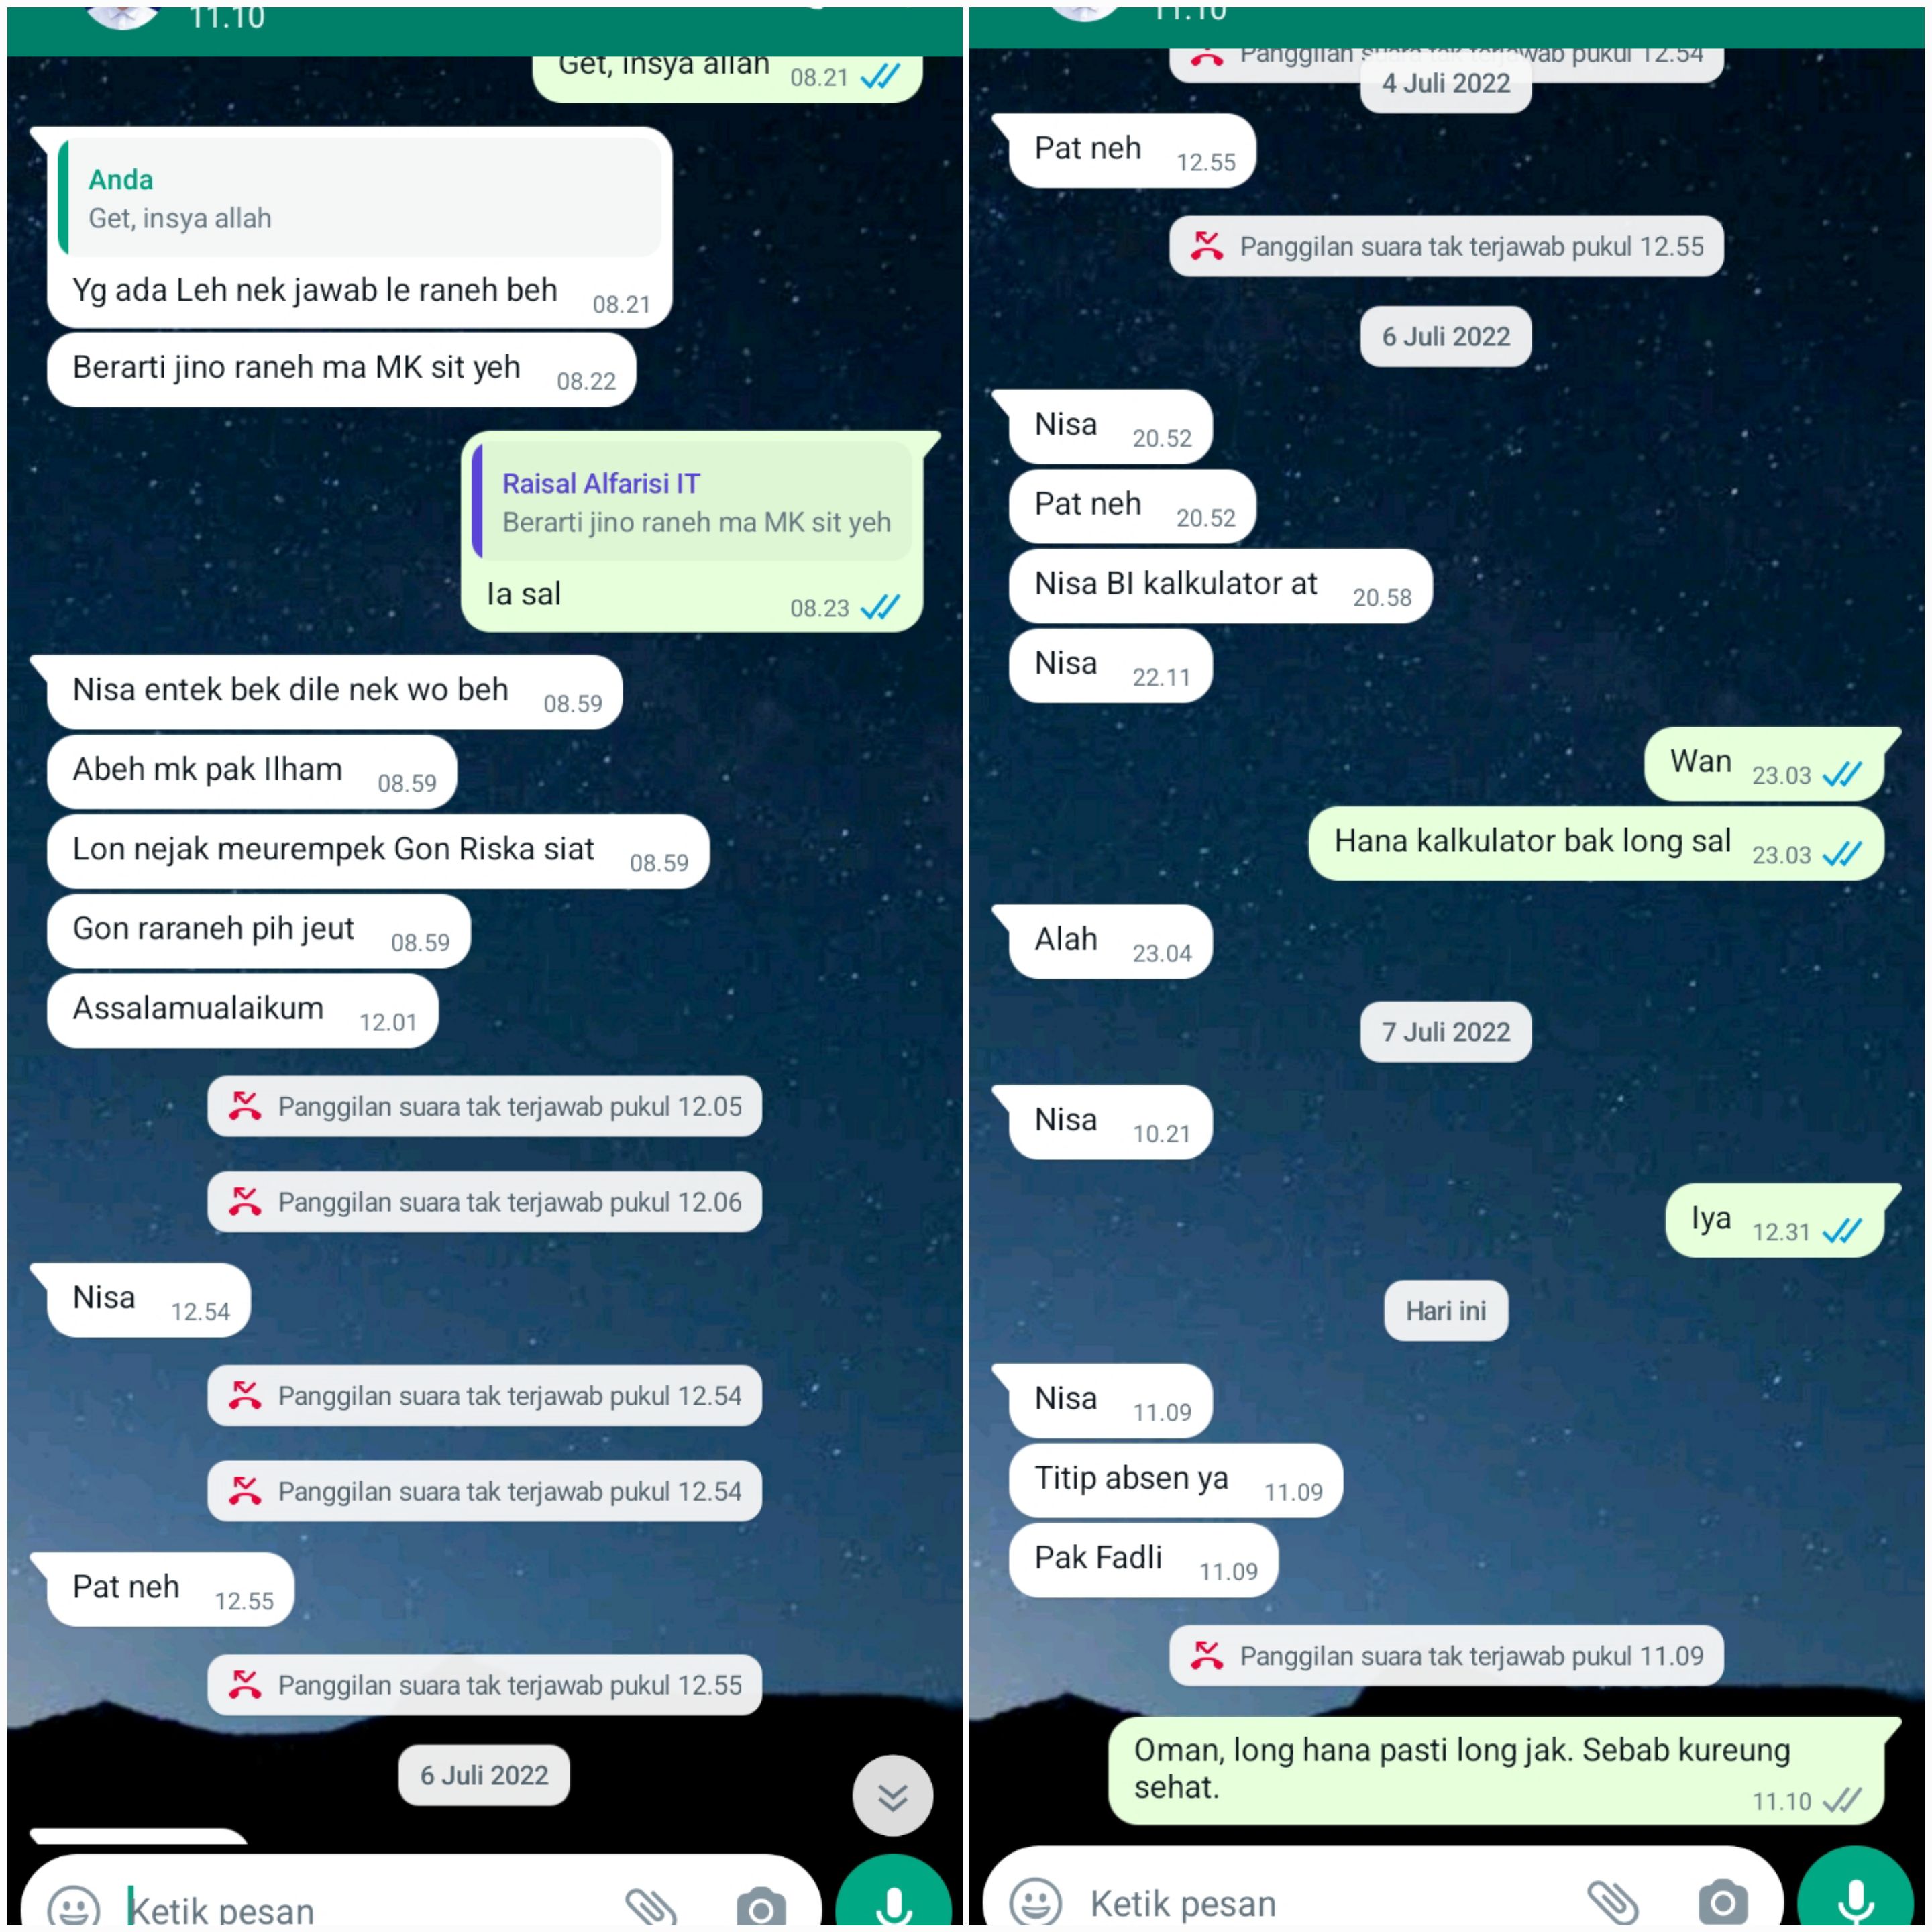 11.10
Get, insya allah 08.21
Anda
Get, insya allah
Yg ada Leh nek jawab le raneh beh 08.21
Berarti jino raneh ma MK sit yeh 08.22
Raisal Alfarisi IT
Berarti jino raneh ma MK sit yeh
Ia sal 08.23
Nisa entek bek dile nek wo beh 08.59
Abeh mk pak Ilham 08.59
Lon nejak meurempek Gon Riska siat 08.59
Gon raraneh pih jeut 08.59
Assalamualaikum 12.01
Panggilan suara tak terjawab pukul 12.05
Panggilan suara tak terjawab pukul 12.06
Nisa 12.54
Panggilan suara tak terjawab pukul 12.54
Panggilan suara tak terjawab pukul 12.54
Pat neh 12.55
Panggilan suara tak terjawab pukul 12.55
6 Juli 2022
Ketik pesan
11.10
Panggilan suara tak terjawab pukul 12.54
4 Juli 2022
Pat neh 12.55
Panggilan suara tak terjawab pukul 12.55
6 Juli 2022
Nisa 20.52
Pat neh 20.52
Nisa BI kalkulator at 20.58
Nisa 22.11
Wan 23.03
Hana kalkulator bak long sal 23.03
Alah 23.04
7 Juli 2022
Nisa 10.21
Iya 12.31
Hari ini
Nisa 11.09
Titip absen ya 11.09
Pak Fadli 11.09
Panggilan suara tak terjawab pukul 11.09
Oman, long hana pasti long jak. Sebab kureung
sehat. 11.10
Ketik pesan